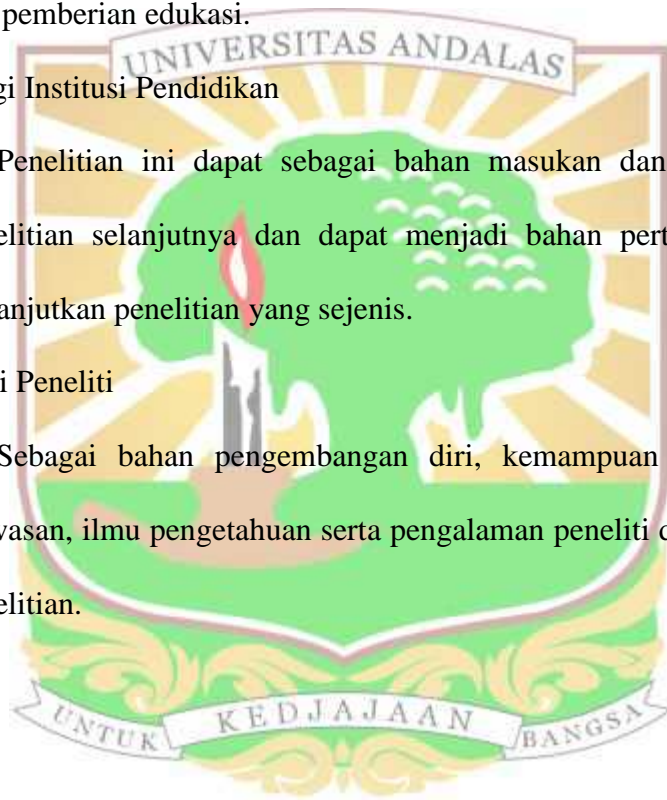 pemberian edukasi.
UNIVERSITAS ANDALAS
gi Institusi Pendidikan
Penelitian ini dapat sebagai bahan masukan dan
elitian selanjutnya dan dapat menjadi bahan pert
anjutkan penelitian yang sejenis.
i Peneliti
Sebagai bahan pengembangan diri, kemampuan
vasan, ilmu pengetahuan serta pengalaman peneliti d
elitian.
UNTUK KEDJAJAAN BANGSA